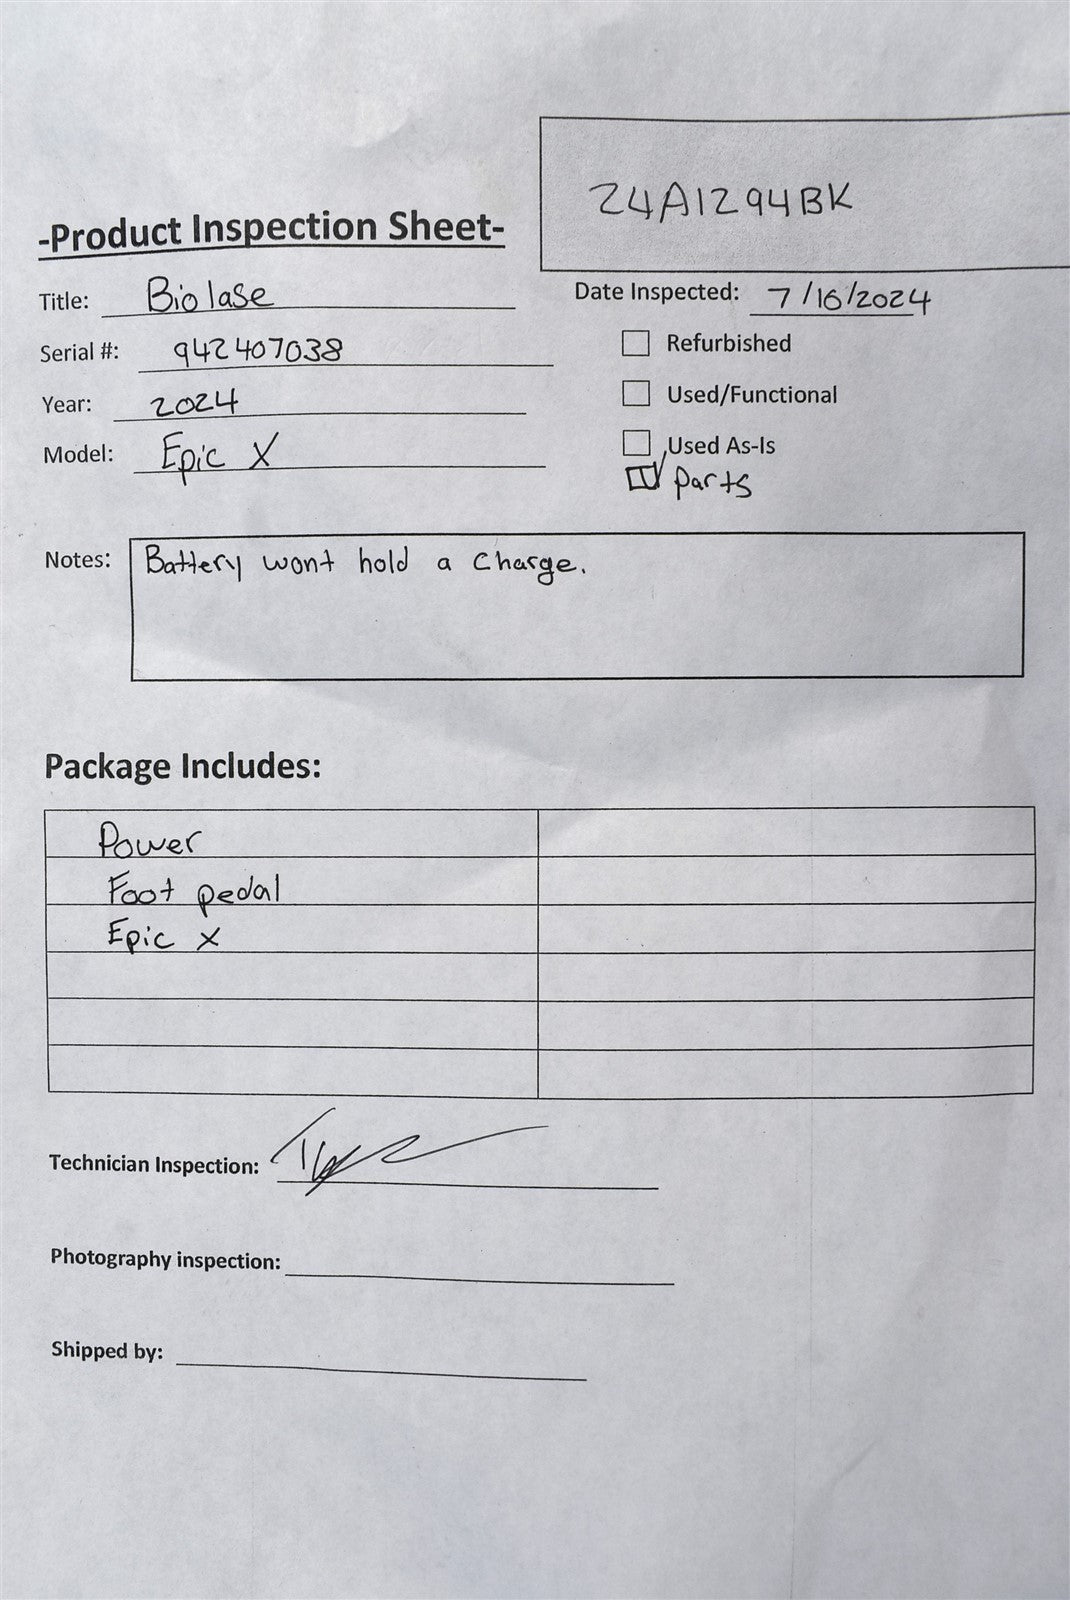 24A1294BK
-Product Inspection Sheet-
Title: Biolase
Date Inspected: 7/16/2024
Serial #: 942407038
Refurbished
Year: 2024
Used/Functional
Model: Epic X
Used As-Is
Parts
Notes: Battery wont hold a charge.
Package Includes:
Power
Foot pedal
Epic X
Technician Inspection:
Photography inspection:
Shipped by: